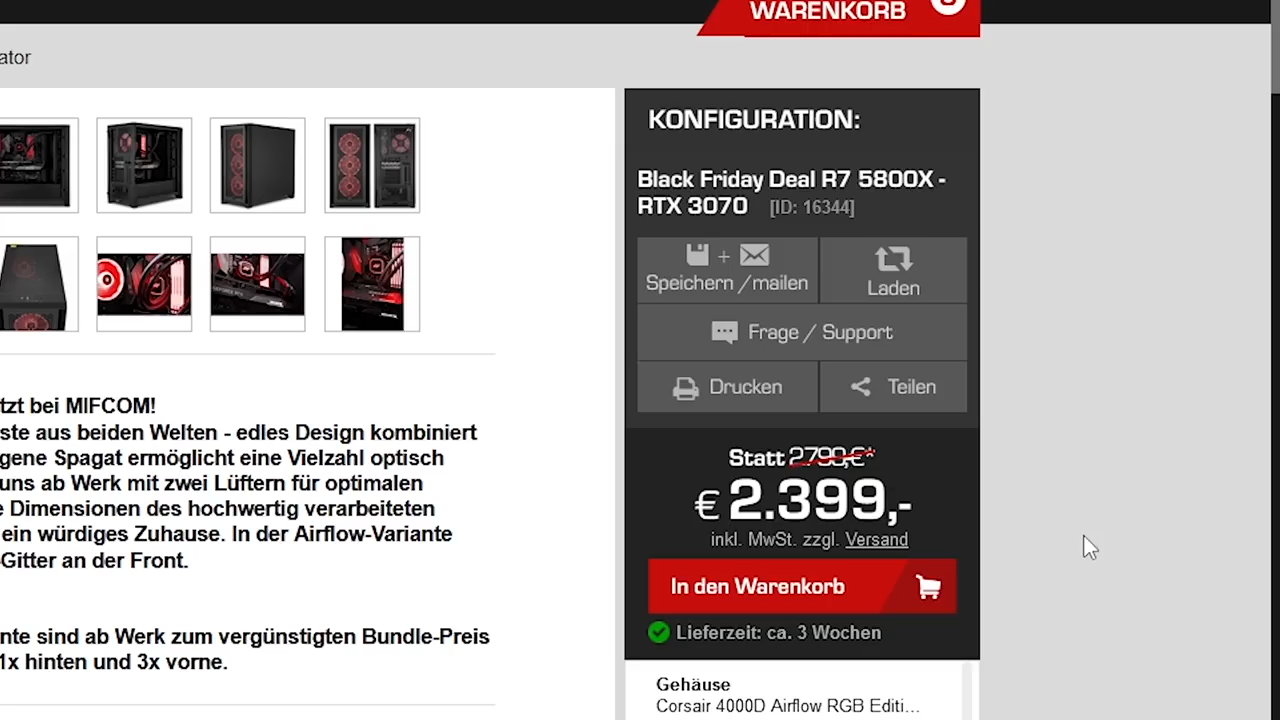 WARENKORB
ator
KONFIGURATION:
Black Friday Deal R7 5800X -
RTX 3070 [ID: 16344]
+
Speichern /mailen
Laden
Frage / Support
Drucken
Teilen
tzt bei MIFCOM!
ste aus beiden Welten - edles Design kombiniert
gene Spagat ermöglicht eine Vielzahl optisch
uns ab Werk mit zwei Lüftern für optimalen
e Dimensionen des hochwertig verarbeiteten
ein würdiges Zuhause. In der Airflow-Variante
Gitter an der Front.
nte sind ab Werk zum vergünstigten Bundle-Preis
1x hinten und 3x vorne.
Statt 2799,€*
€ 2.399,-
inkl. MwSt. zzgl. Versand
In den Warenkorb
Lieferzeit: ca. 3 Wochen
Gehäuse
Corsair 4000D Airflow RGB Editi...